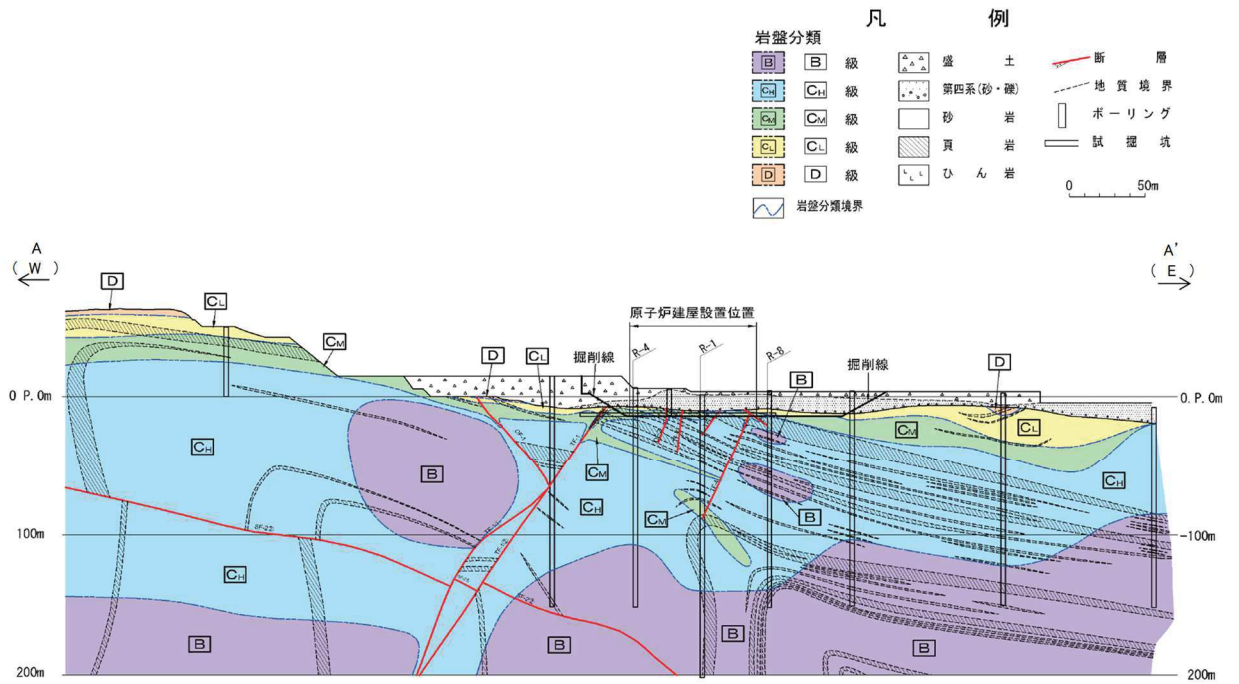 凡 例
岩盤分類
B B 級
CH CH 級
CM CM 級
CL CL 級
D D 級
岩盤分類境界
盛 土
第四系(砂・礫)
砂 岩
頁 岩
ひ ん 岩
断 層
地 質 境 界
ボ ー リ ン グ
試 掘 坑
0 50m
A
( W )
A'
( E )
D
CL
CM
D
CL
掘削線
原子炉建屋設置位置
R-4
R-1
R-8
B
掘削線
D
0 P.0m
0 P.0m
CM
CL
CH
B
CM
CH
CH
B
CM
B
100m
-100m
CH
B
B
B
B
200m
200m